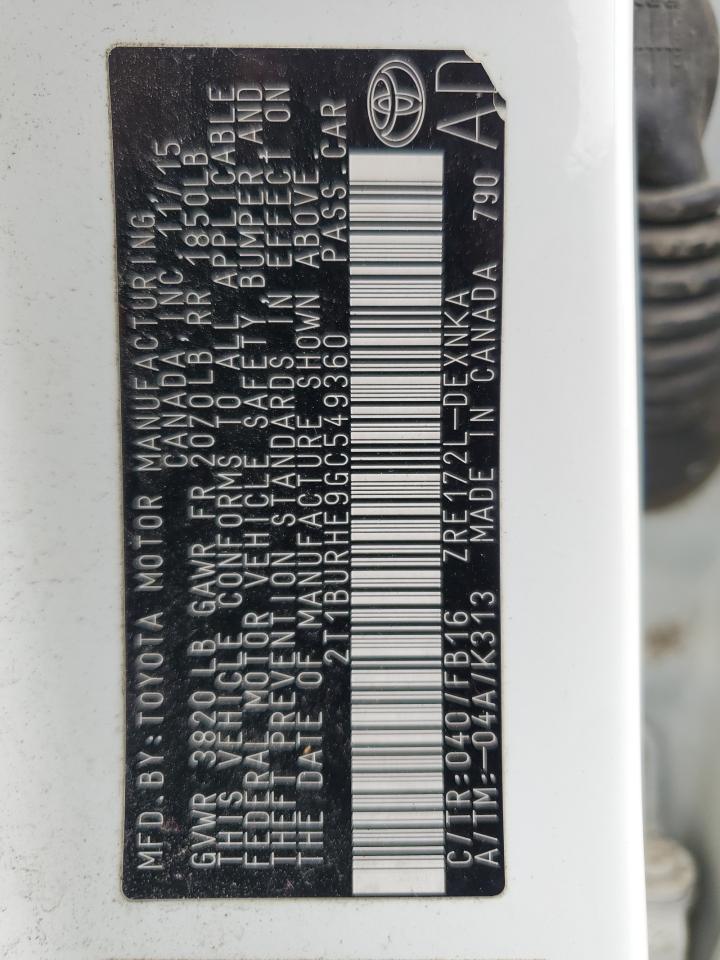 MFD. BY: TOYOTA MOTOR MANUFACTURING,
CANADA, INC. 11/15
GVWR 3820 LB GAWR FR 2070LB RR 1850LB
THIS VEHICLE CONFORMS TO ALL APPLICABLE
FEDERAL MOTOR VEHICLE SAFETY, BUMPER AND
THEFT PREVENTION STANDARDS IN EFFECT ON
THE DATE OF MANUFACTURE SHOWN ABOVE.
2T1BURHE9GC549360 PASS. CAR
C/TR:040/FB16 ZRE172L-DEXNKA
A/TM:-04A/K313 MADE IN CANADA 790